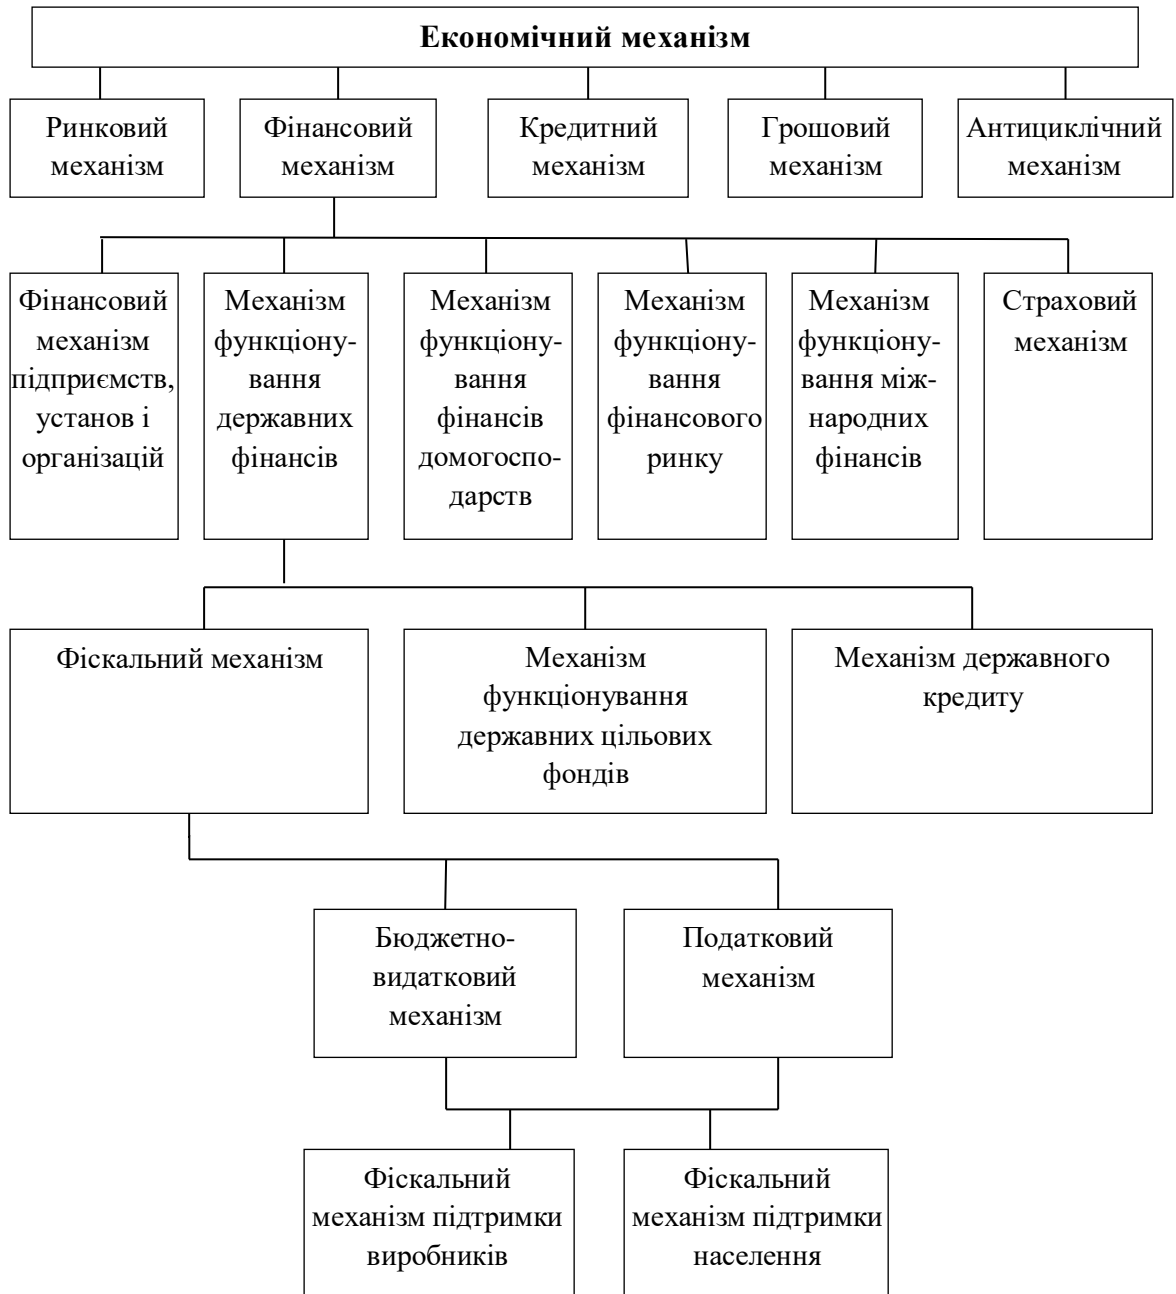 Економічний механізм
Ринковий
механізм
Фінансовий
механізм
Кредитний
механізм
Грошовий
механізм
Антициклічний
механізм
Фінансовий
механізм
підприємств,
установ і
організацій
Механізм
функціону-
вання
державних
фінансів
Механізм
функціону-
вання
фінансів
домогоспо-
дарств
Механізм
функціону-
вання
фінансового
ринку
Механізм
функціону-
вання між-
народних
фінансів
Страховий
механізм
Фіскальний механізм
Механізм
функціонування
державних цільових
фондів
Механізм державного
кредиту
Бюджетно-
видатковий
механізм
Податковий
механізм
Фіскальний
механізм підтримки
виробників
Фіскальний
механізм підтримки
населення